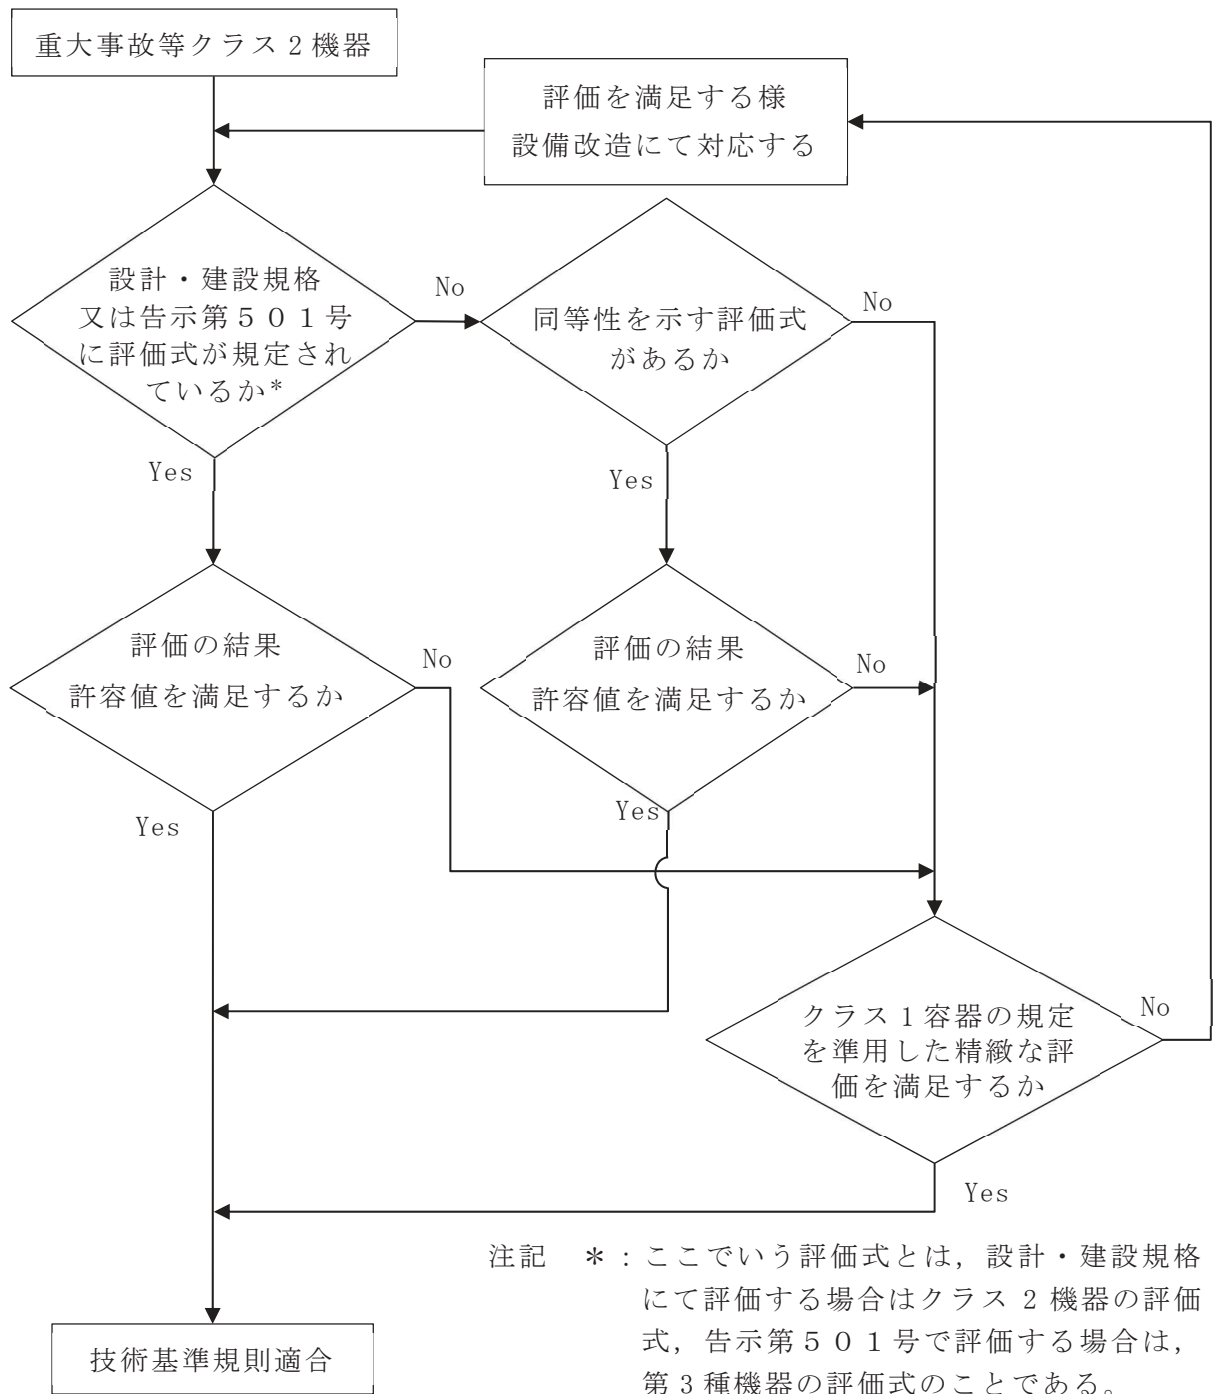 重大事故等クラス２機器
評価を満足する様
設備改造にて対応する
設計・建設規格
又は告示第５０１号
に評価式が規定され
ているか*
No
同等性を示す評価式
があるか
No
Yes
Yes
評価の結果
許容値を満足するか
No
評価の結果
許容値を満足するか
No
Yes
Yes
クラス１容器の規定
を準用した精緻な評
価を満足するか
No
Yes
注記　＊：ここでいう評価式とは，設計・建設規格
にて評価する場合はクラス 2 機器の評価
式，告示第５０１号で評価する場合は，
第３種機器の評価式のことである。
技術基準規則適合